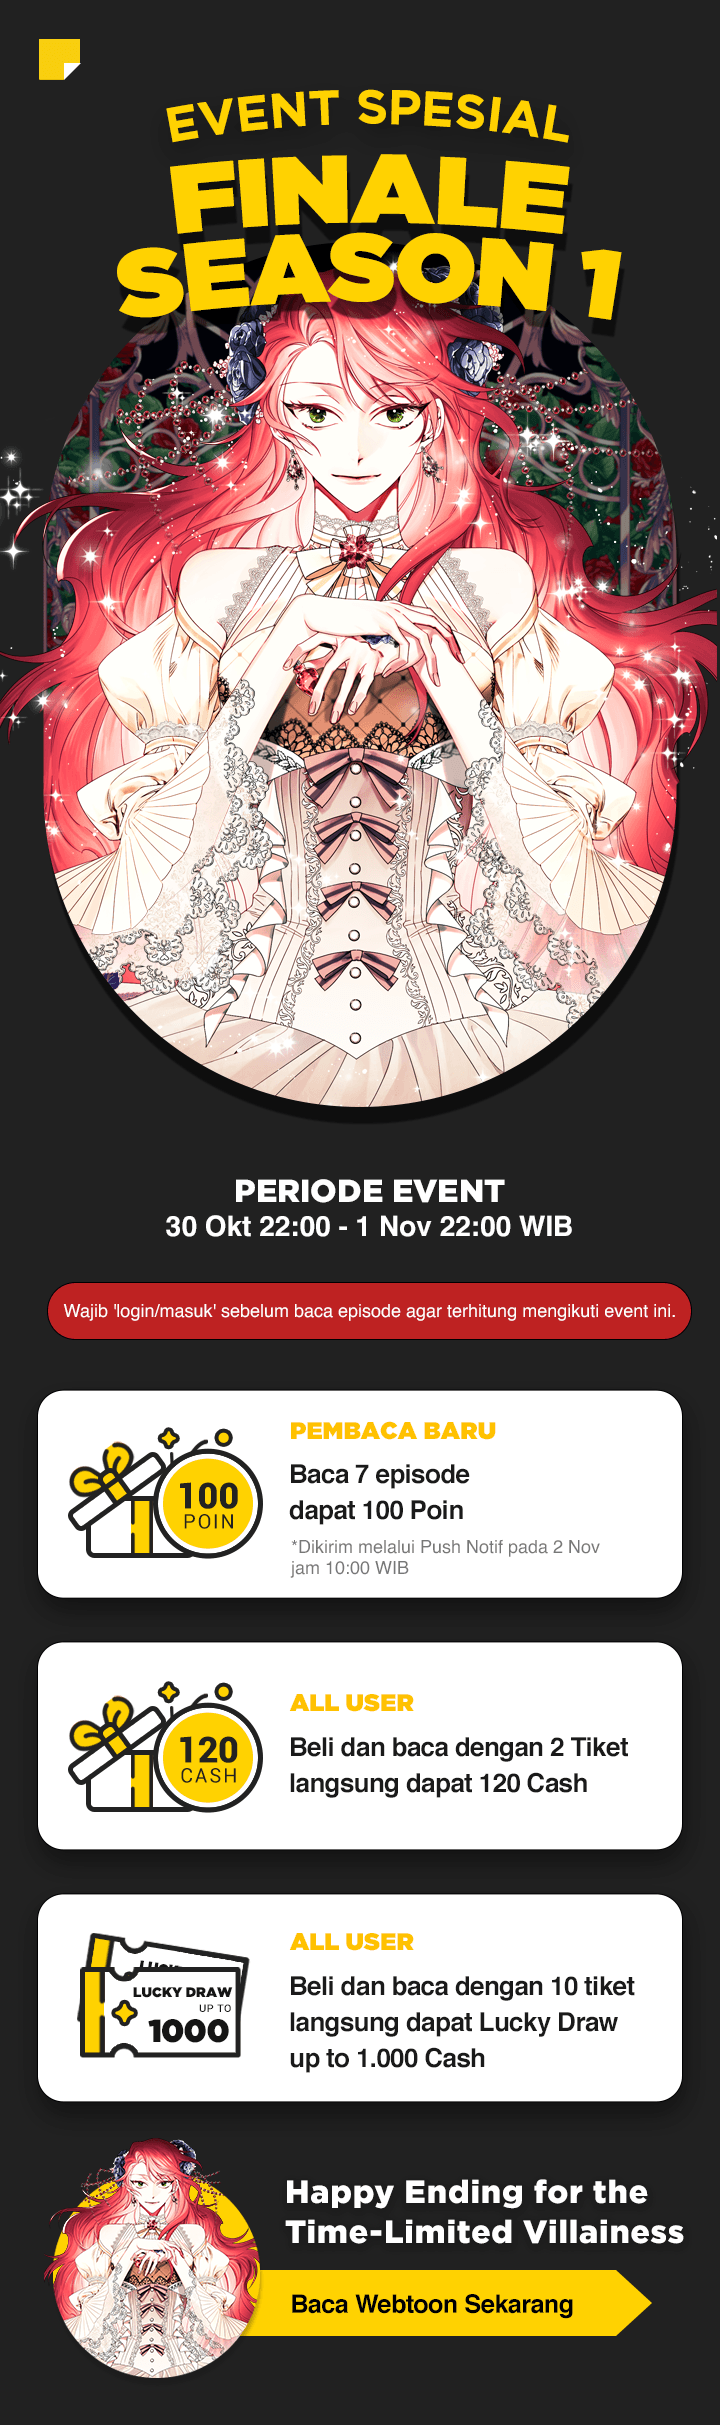 EVENT SPESIAL
FINALE
SEASON 1
PERIODE EVENT
30 Okt 22:00 - 1 Nov 22:00 WIB
Wajib 'login/masuk' sebelum baca episode agar terhitung mengikuti event ini.
100
POIN
PEMBACA BARU
Baca 7 episode
dapat 100 Poin
*Dikirim melalui Push Notif pada 2 Nov
jam 10:00 WIB
120
CASH
ALL USER
Beli dan baca dengan 2 Tiket
langsung dapat 120 Cash
LUCKY DRAW
UP TO
1000
ALL USER
Beli dan baca dengan 10 tiket
langsung dapat Lucky Draw
up to 1.000 Cash
Happy Ending for the
Time-Limited Villainess
Baca Webtoon Sekarang